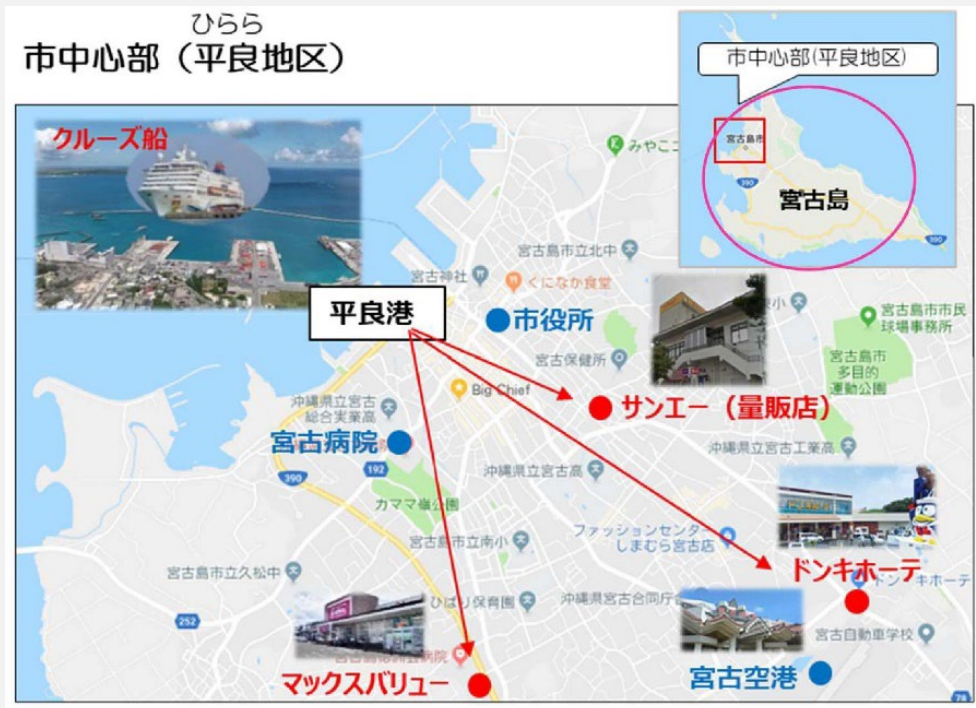 ひらら
市中心部（平良地区）
市中心部(平良地区)
宮古島市
390
宮古島
390
クルーズ船
みやこ
宮古島市立北中
宮古神社
くになか食堂
平良港
市役所
宮古島市市民
球場事務所
宮古保健所
宮古島市
多目的
運動公園
Big Chief
沖縄県立宮古
総合実業高
サンエー（量販店）
宮古病院
沖縄県立宮古工業高
192
390
沖縄県立宮古高
カママ嶺公園
ファッションセンター
しまむら宮古店
宮古島市立南小
ドンキホーテ
ドンキホーテ
宮古島市立久松中
ひばり保育園
沖縄県宮古合同庁
252
宮古自動車学校
マックスバリュー
宮古空港
78